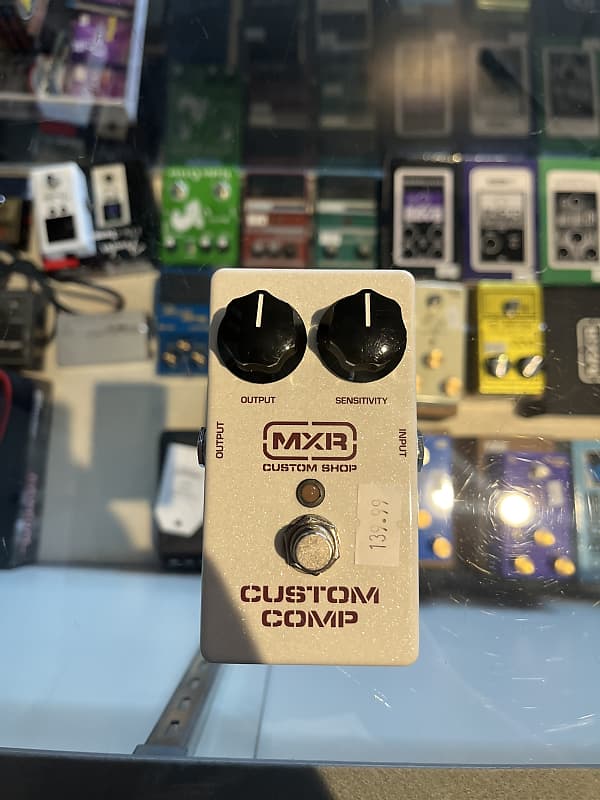 OUTPUT
SENSITIVITY
OUTPUT
INPUT
MXR
CUSTOM SHOP
139.99
CUSTOM
COMP